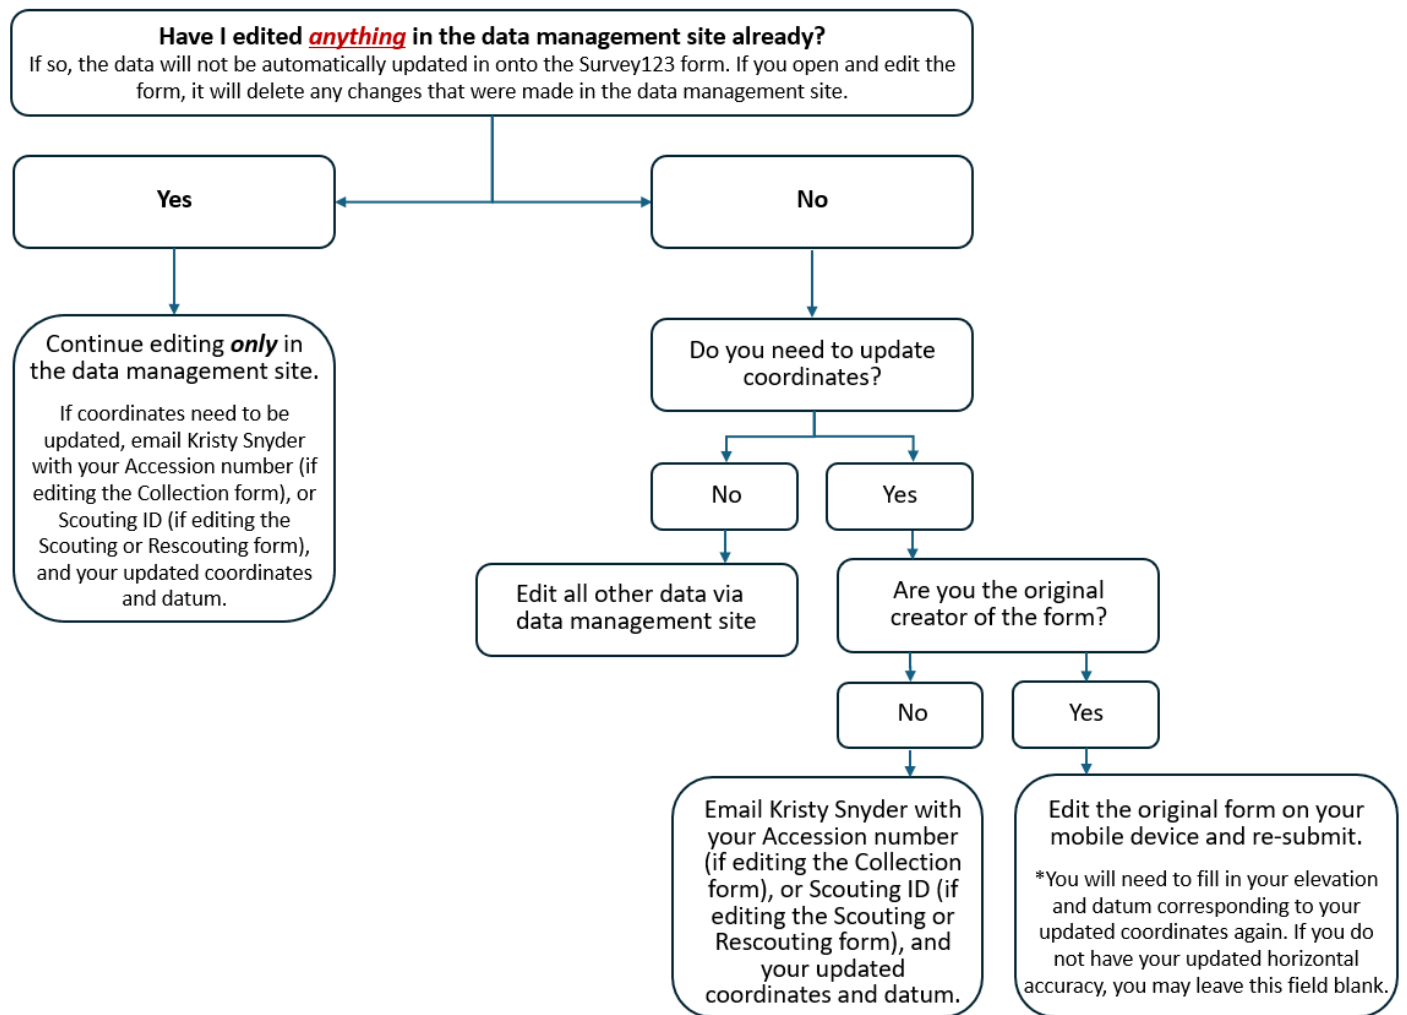 Have I edited anything in the data management site already?
If so, the data will not be automatically updated in onto the Survey123 form. If you open and edit the
form, it will delete any changes that were made in the data management site.
Yes
No
Continue editing only in
the data management site.
If coordinates need to be
updated, email Kristy Snyder
with your Accession number (if
editing the Collection form), or
Scouting ID (if editing the
Scouting or Rescouting form),
and your updated coordinates
and datum.
Do you need to update
coordinates?
No
Yes
Edit all other data via
data management site
Are you the original
creator of the form?
No
Yes
Email Kristy Snyder with
your Accession number
(if editing the Collection
form), or Scouting ID (if
editing the Scouting or
Rescouting form), and
your updated
coordinates and datum.
Edit the original form on your
mobile device and re-submit.
*You will need to fill in your elevation
and datum corresponding to your
updated coordinates again. If you do
not have your updated horizontal
accuracy, you may leave this field blank.